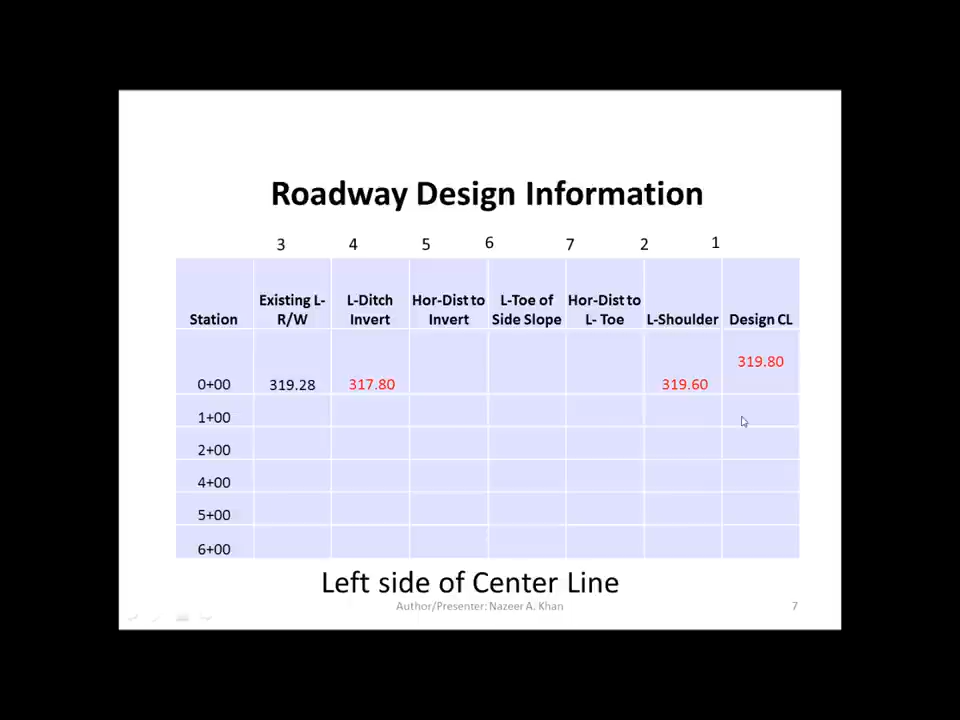 Roadway Design Information
3 4 5 6 7 2 1
Station Existing L-R/W L-Ditch Invert Hor-Dist to Invert L-Toe of Side Slope Hor-Dist to L- Toe L-Shoulder Design CL
0+00 319.28 317.80 319.60 319.80
1+00
2+00
4+00
5+00
6+00
Left side of Center Line
Author/Presenter: Nazeer A. Khan 7